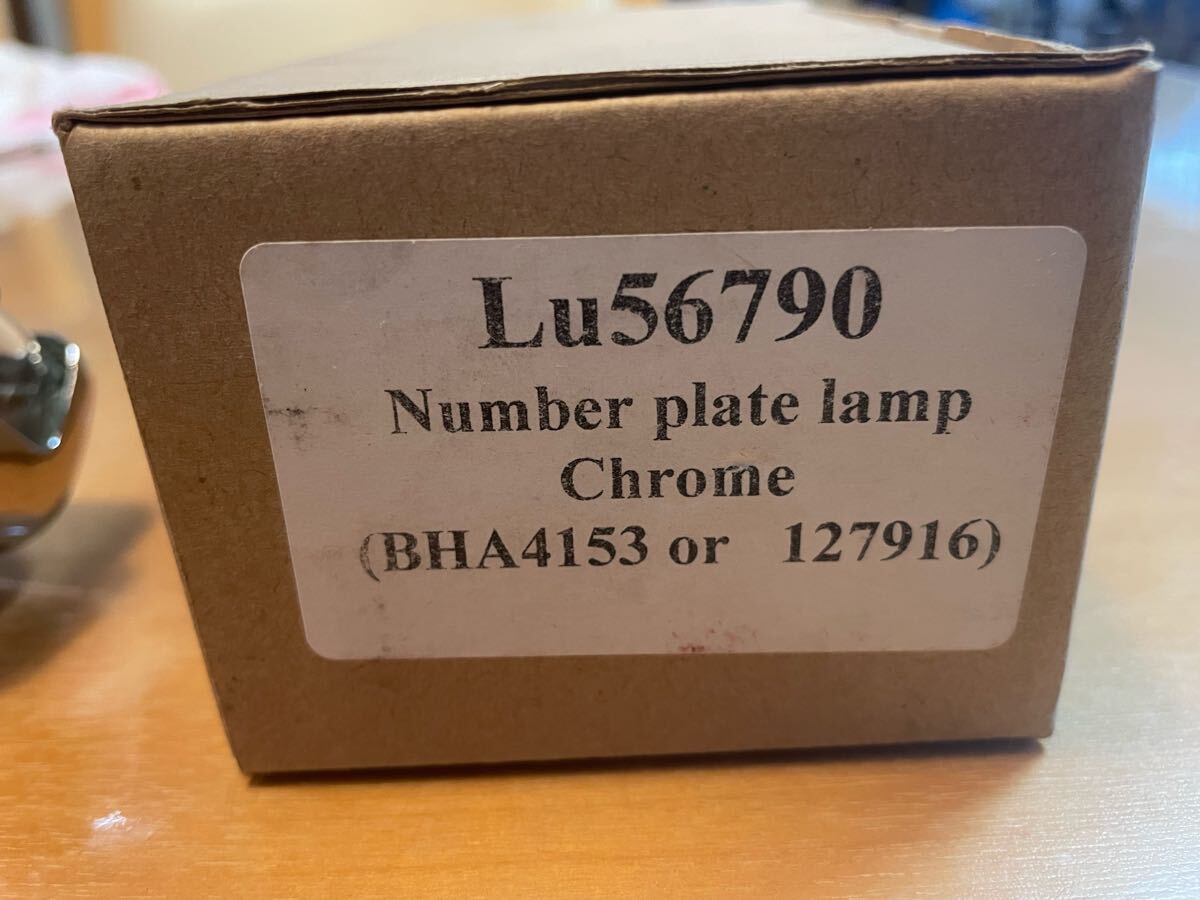 Lu56790
Number plate lamp
Chrome
(BHA4153 or 127916)